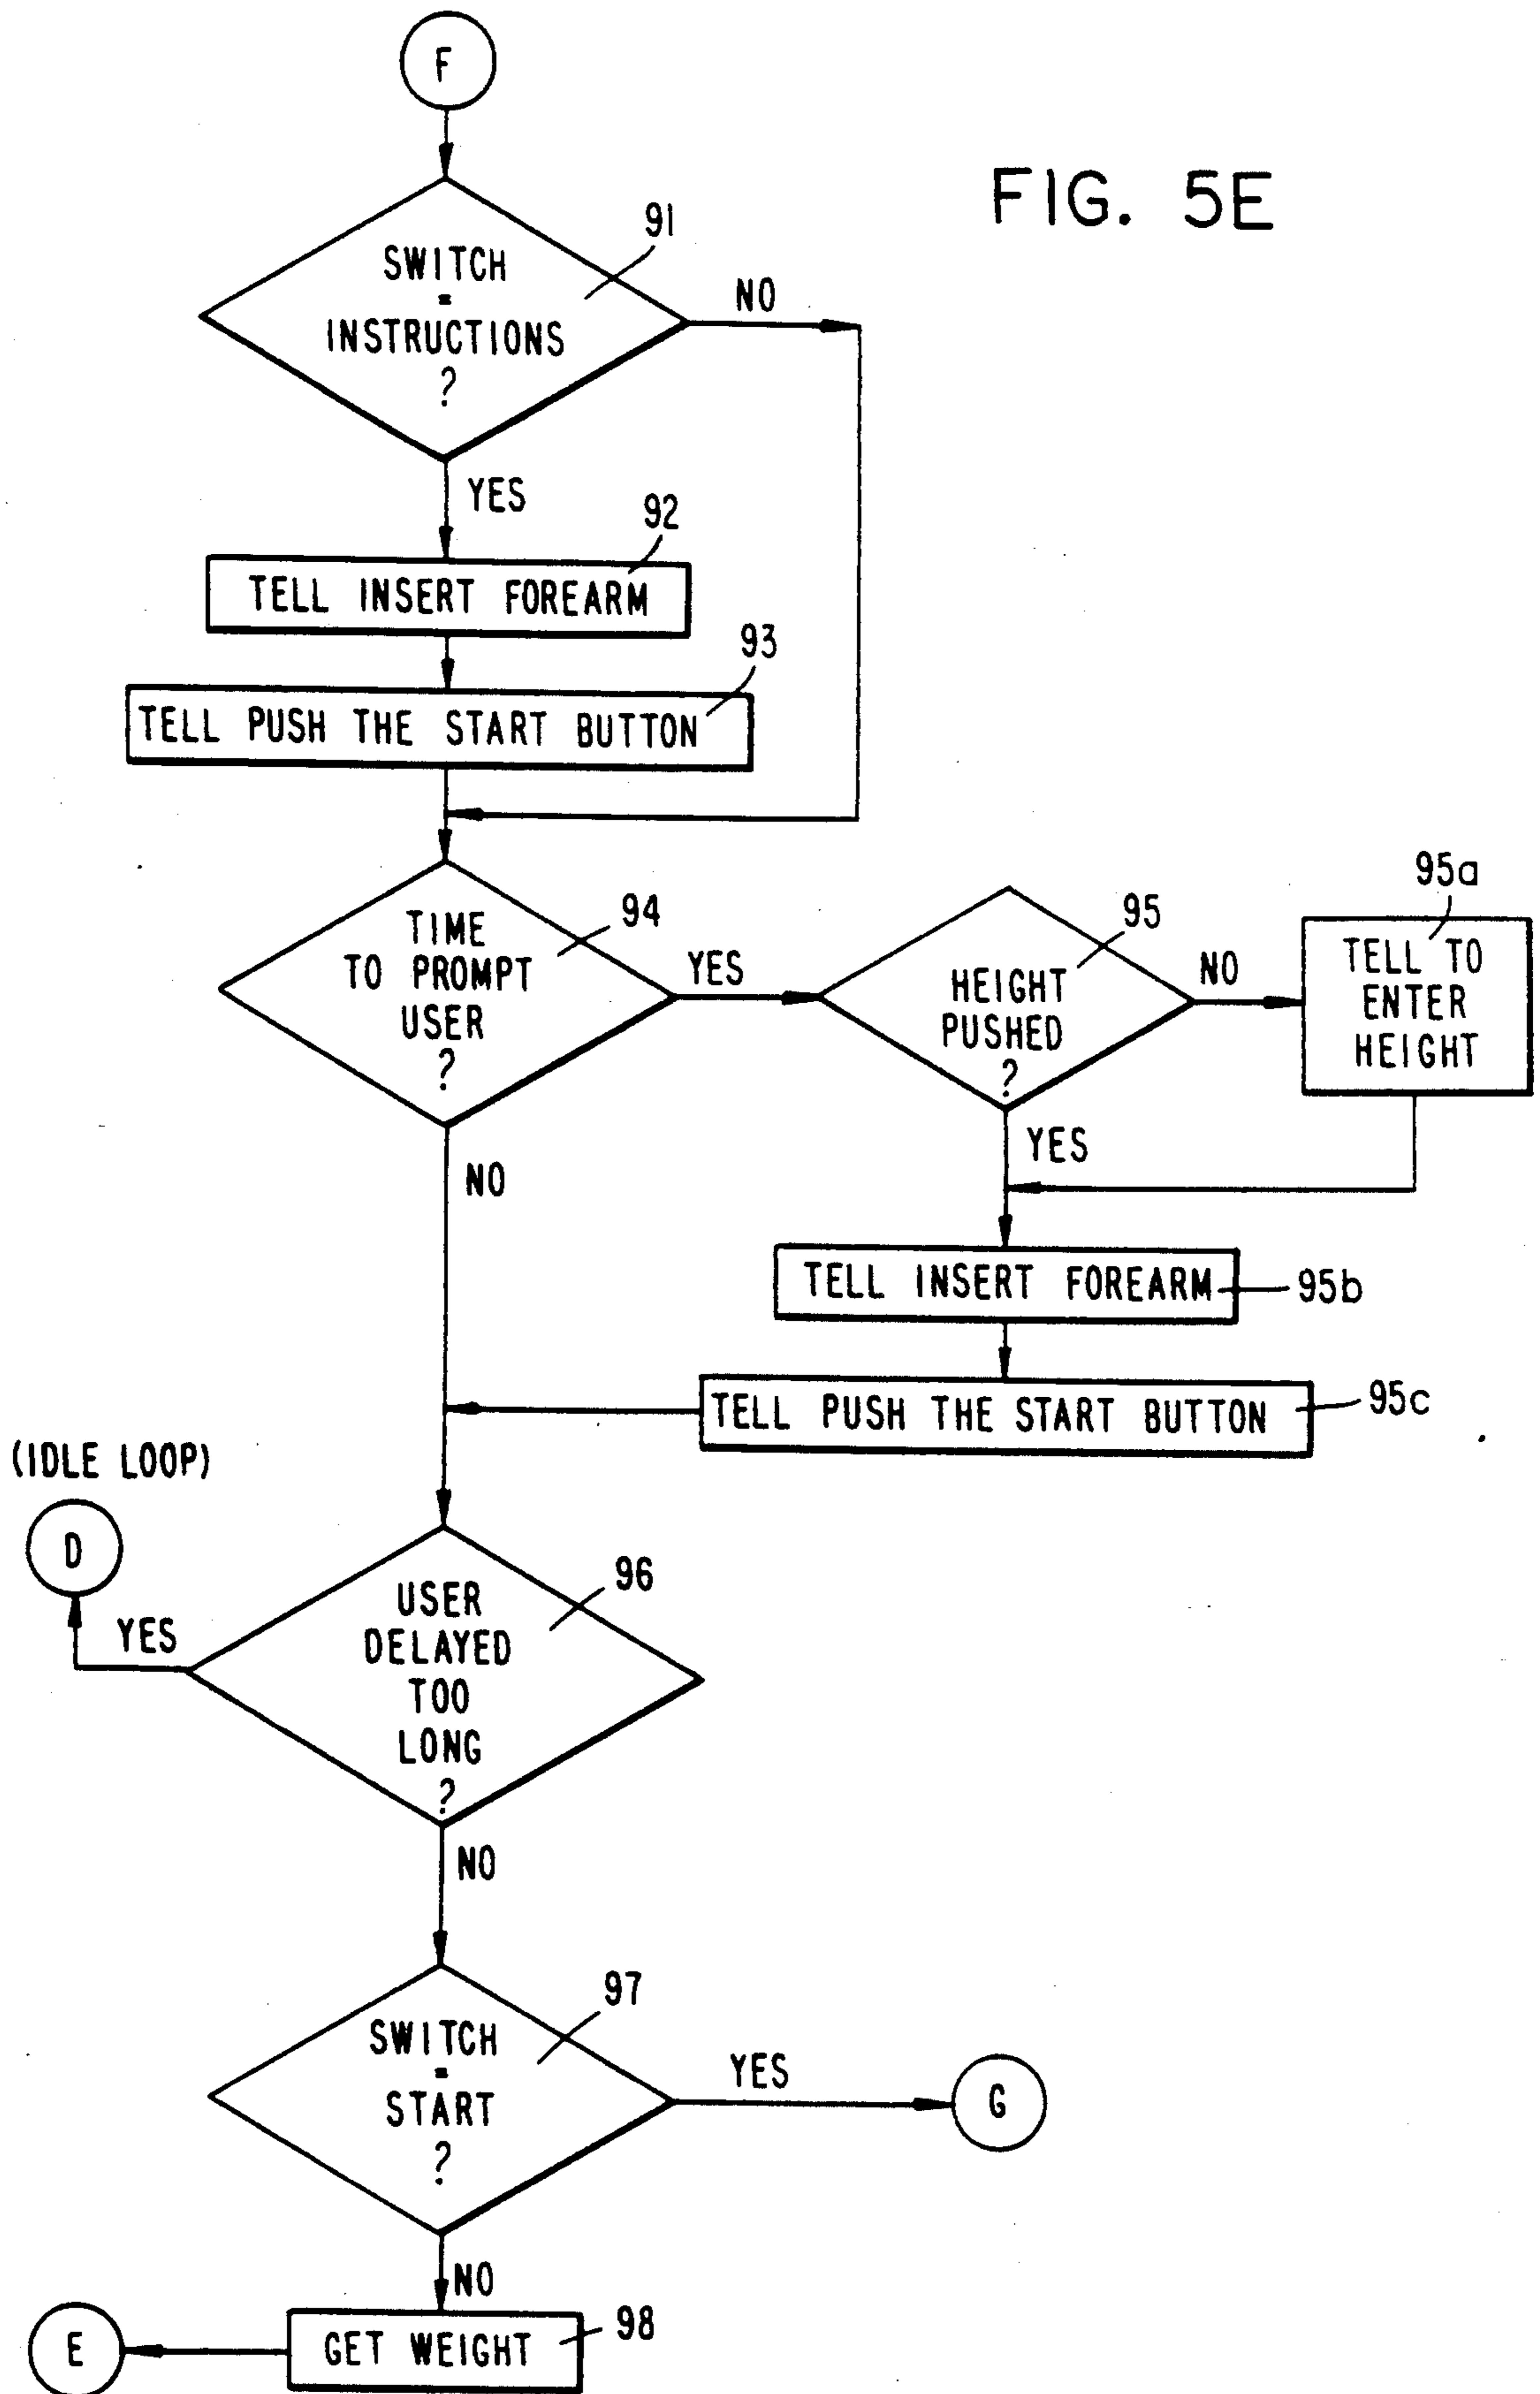 F
FIG. 5E
91
SWITCH
=
INSTRUCTIONS
?
NO
YES
92
TELL INSERT FOREARM
93
TELL PUSH THE START BUTTON
94
TIME
TO PROMPT
USER
?
YES
NO
95
HEIGHT
PUSHED
?
NO
YES
95a
TELL TO
ENTER
HEIGHT
TELL INSERT FOREARM
95b
TELL PUSH THE START BUTTON
95c
(IDLE LOOP)
D
YES
96
USER
DELAYED
TOO
LONG
?
NO
97
SWITCH
=
START
?
YES
G
NO
98
GET WEIGHT
E